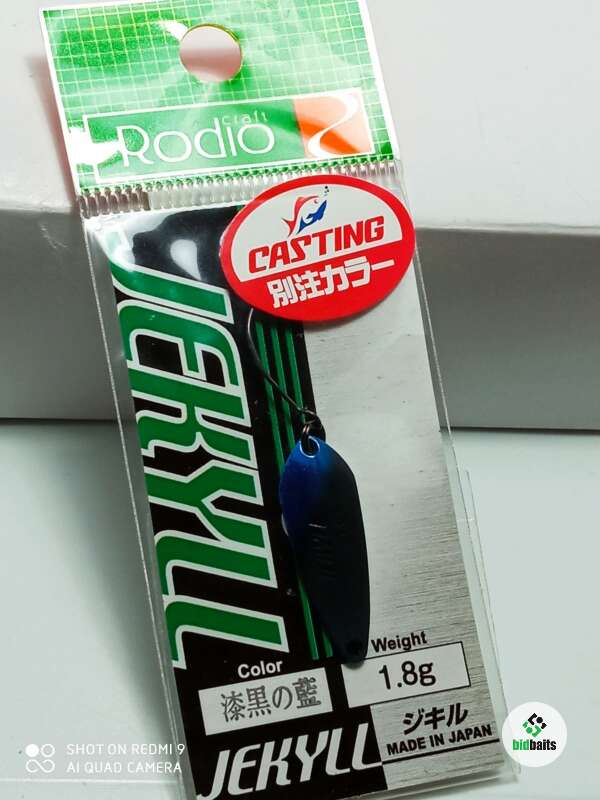 craft
Rodio
CASTING
別注カラー
JEKYLL
Color
漆黒の藍
Weight
1.8g
ジキル
MADE IN JAPAN
JEKYLL
SHOT ON REDMI 9
AI QUAD CAMERA
bidbaits